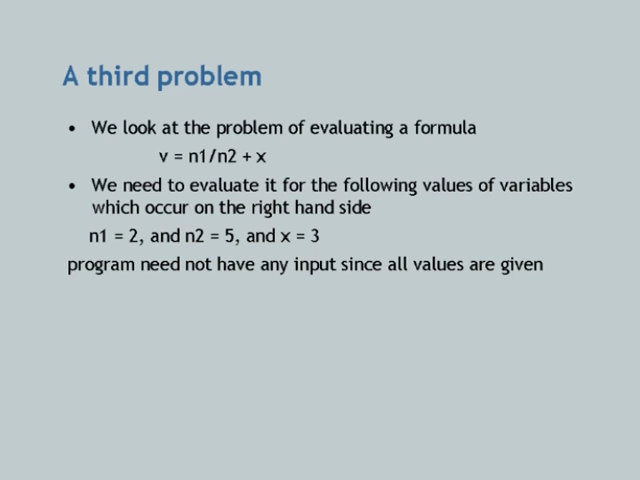 A third problem
• We look at the problem of evaluating a formula
v = n1/n2 + x
• We need to evaluate it for the following values of variables
which occur on the right hand side
n1 = 2, and n2 = 5, and x = 3
program need not have any input since all values are given